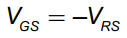 V_GS = –V_RS